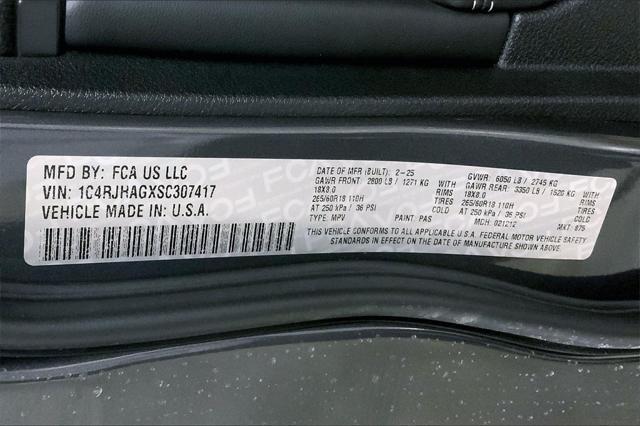 MFD BY: FCA US LLC
VIN: 1C4RJHAGXSC307417
VEHICLE MADE IN: U.S.A.
DATE OF MFR (BUILT): 2-25 GVWR: 6050 LB / 2745 KG
GAWR FRONT: 2800 LB / 1271 KG WITH GAWR REAR: 3350 LB / 1520 KG WITH
18X8.0 RIMS 18X8.0 RIMS
265/60R18 110H TIRES 265/60R18 110H TIRES
AT 250 kPa / 36 PSI COLD AT 250 kPa / 36 PSI COLD
TYPE: MPV PAINT: PAS MCH: 021212 MKT: 875
THIS VEHICLE CONFORMS TO ALL APPLICABLE U.S.A. FEDERAL MOTOR VEHICLE SAFETY
STANDARDS IN EFFECT ON THE DATE OF MANUFACTURE SHOWN ABOVE.